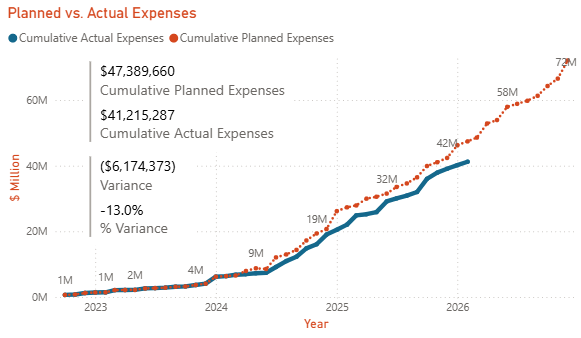 Planned vs. Actual Expenses
Cumulative Actual Expenses Cumulative Planned Expenses
$47,389,660
Cumulative Planned Expenses
$41,215,287
Cumulative Actual Expenses
($6,174,373)
Variance
-13.0%
% Variance
$ Million
60M
40M
20M
0M
1M
1M
2M
4M
9M
19M
32M
42M
58M
72M
2023
2024
2025
2026
Year